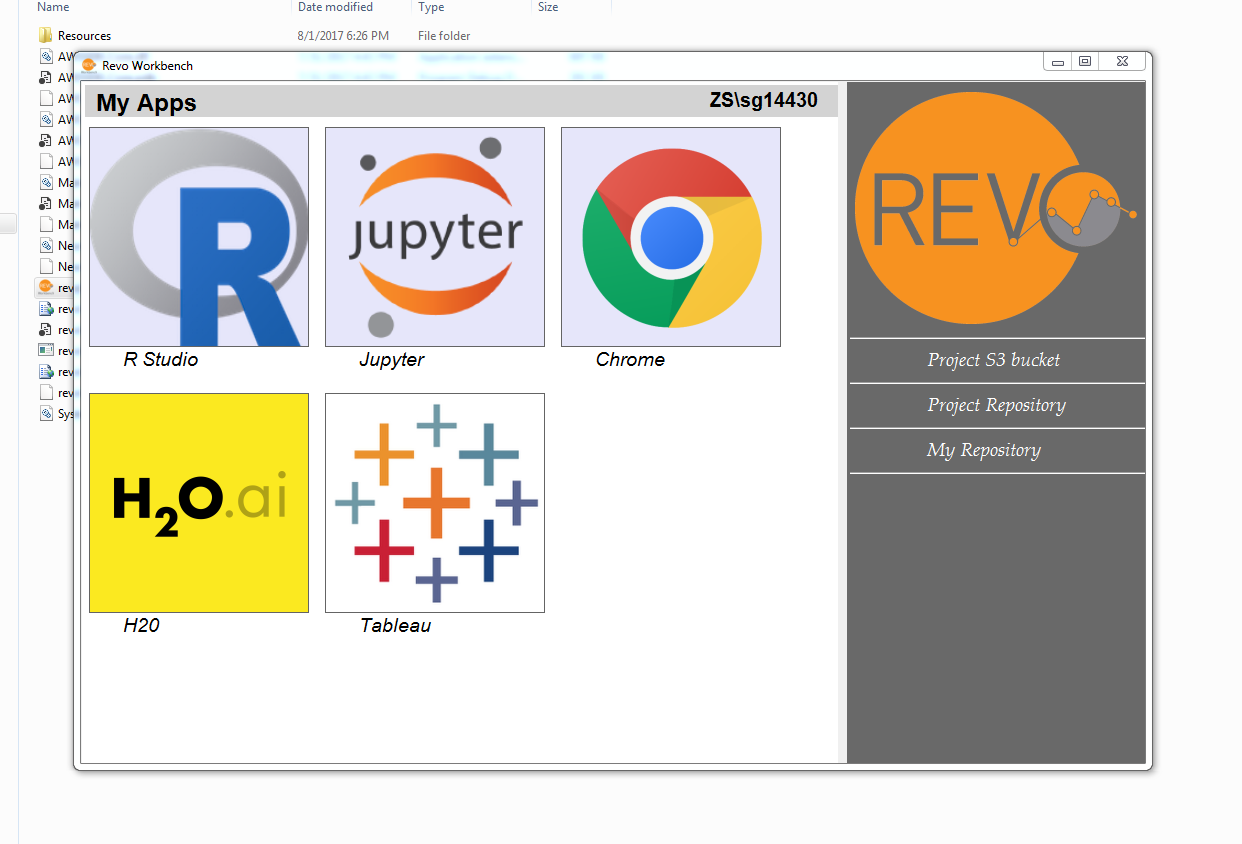 Name Date modified Type Size
Resources 8/1/2017 6:26 PM File folder
AW
Revo Workbench
AW
AW
My Apps ZS\sg14430
AW
AW
AW
Ma
Ma
Ma
Ne
Ne
rev
rev
rev
rev
rev
rev
Sys
R
jupyter
REVO
R Studio Jupyter Chrome
Project S3 bucket
Project Repository
My Repository
H2O.ai
H20 Tableau